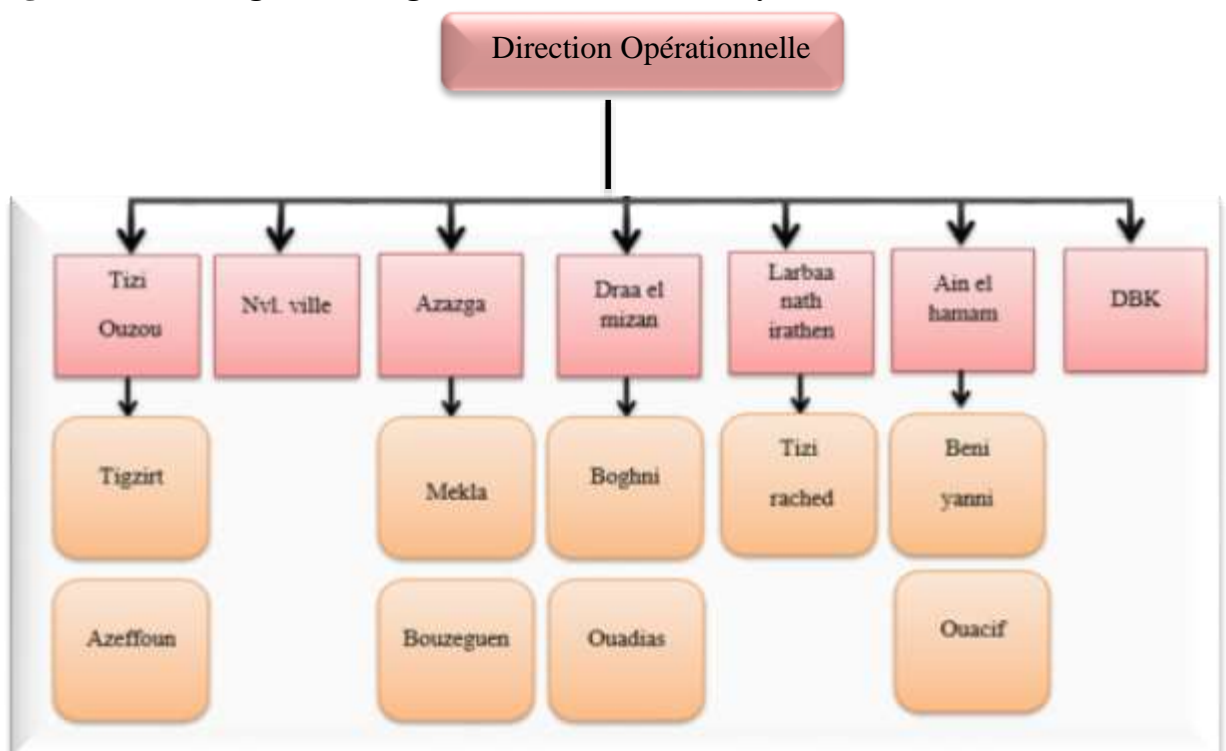 Direction Opérationnelle
Tizi
Ouzou
Nvl. ville
Azazga
Draa el
mizan
Larbaa
nath
irathen
Ain el
hamam
DBK
Tigzirt
Mekla
Boghni
Tizi
rached
Beni
yanni
Azeffoun
Bouzeguen
Ouadias
Ouacif